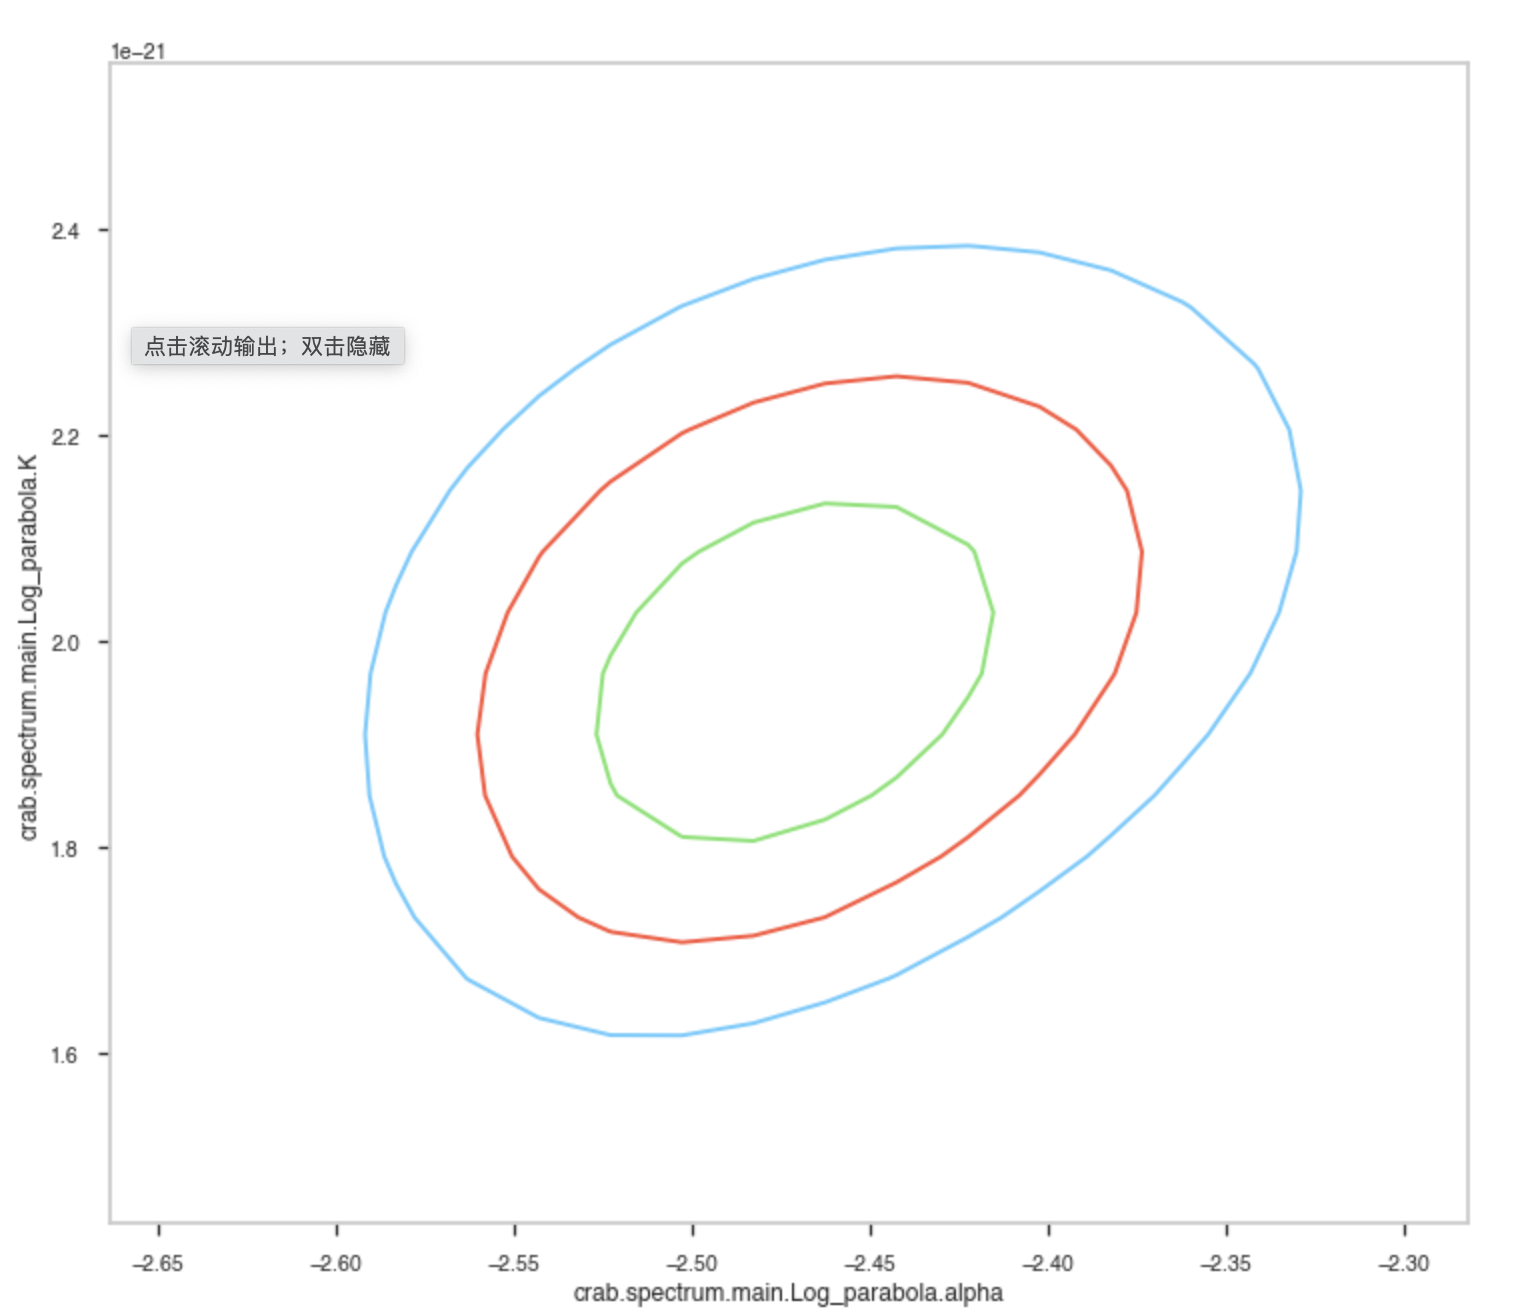 1e−21
2.4
点击滚动输出；双击隐藏
2.2
2.0
1.8
1.6
crab.spectrum.main.Log_parabola.K
−2.65 −2.60 −2.55 −2.50 −2.45 −2.40 −2.35 −2.30
crab.spectrum.main.Log_parabola.alpha